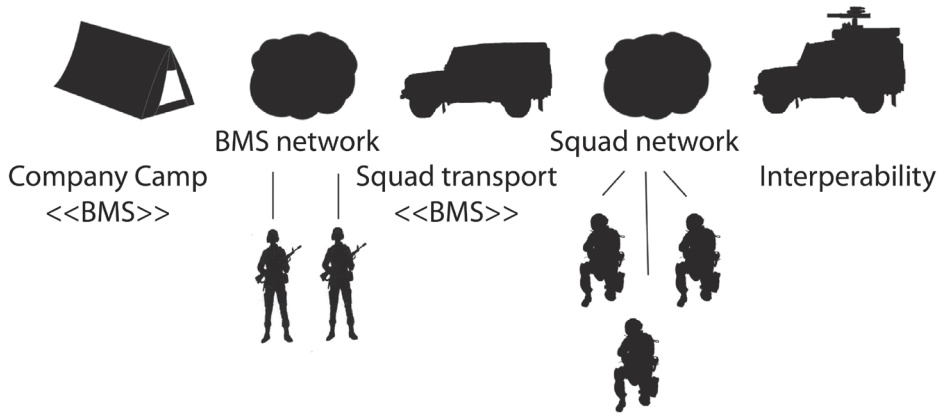 BMS network
Squad network
Company Camp
<<BMS>>
Squad transport
<<BMS>>
Interperability